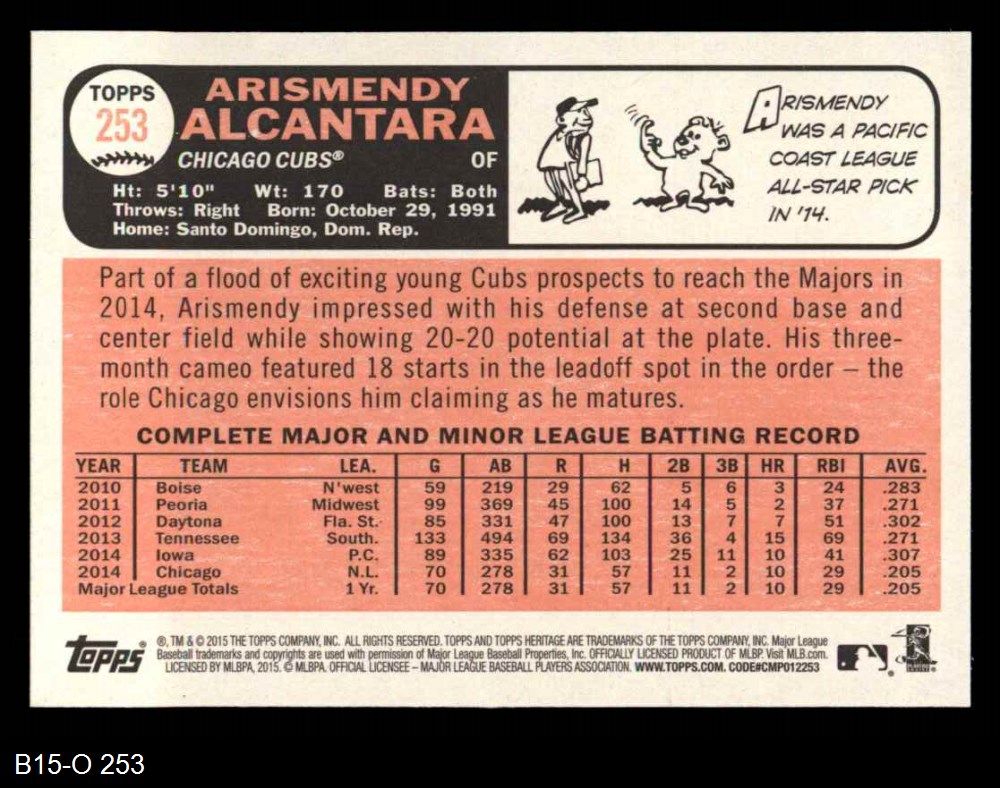 TOPPS
253
ARISMENDY
ALCANTARA
CHICAGO CUBS® OF
Ht: 5'10" Wt: 170 Bats: Both
Throws: Right Born: October 29, 1991
Home: Santo Domingo, Dom. Rep.
ARISMENDY
WAS A PACIFIC
COAST LEAGUE
ALL-STAR PICK
IN '14.
Part of a flood of exciting young Cubs prospects to reach the Majors in
2014, Arismendy impressed with his defense at second base and
center field while showing 20-20 potential at the plate. His three-
month cameo featured 18 starts in the leadoff spot in the order – the
role Chicago envisions him claiming as he matures.
COMPLETE MAJOR AND MINOR LEAGUE BATTING RECORD
YEAR TEAM LEA. G AB R H 2B 3B HR RBI AVG.
2010 Boise N'west 59 219 29 62 5 6 3 24 .283
2011 Peoria Midwest 99 369 45 100 14 5 2 37 .271
2012 Daytona Fla. St. 85 331 47 100 13 7 7 51 .302
2013 Tennessee South. 133 494 69 134 36 4 15 69 .271
2014 Iowa P.C. 89 335 62 103 25 11 10 41 .307
2014 Chicago N.L. 70 278 31 57 11 2 10 29 .205
Major League Totals 1 Yr. 70 278 31 57 11 2 10 29 .205
Topps®
®, TM & © 2015 THE TOPPS COMPANY, INC. ALL RIGHTS RESERVED. TOPPS AND TOPPS HERITAGE ARE TRADEMARKS OF THE TOPPS COMPANY, INC. Major League
Baseball trademarks and copyrights are used with permission of Major League Baseball Properties, Inc. OFFICIALLY LICENSED PRODUCT OF MLBP. Visit MLB.com.
LICENSED BY MLBPA, 2015. © MLBPA. OFFICIAL LICENSEE – MAJOR LEAGUE BASEBALL PLAYERS ASSOCIATION. WWW.TOPPS.COM. CODE#CMP012253
B15-O 253